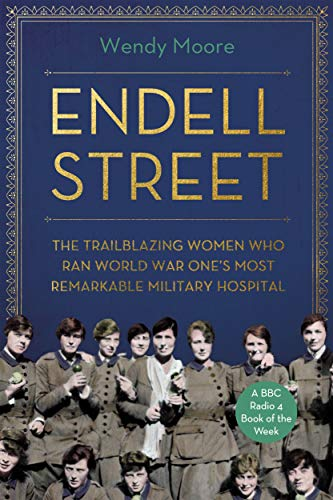 Wendy Moore
ENDELL
STREET
THE TRAILBLAZING WOMEN WHO
RAN WORLD WAR ONE'S MOST
REMARKABLE MILITARY HOSPITAL
A BBC
Radio 4
Book of the
Week